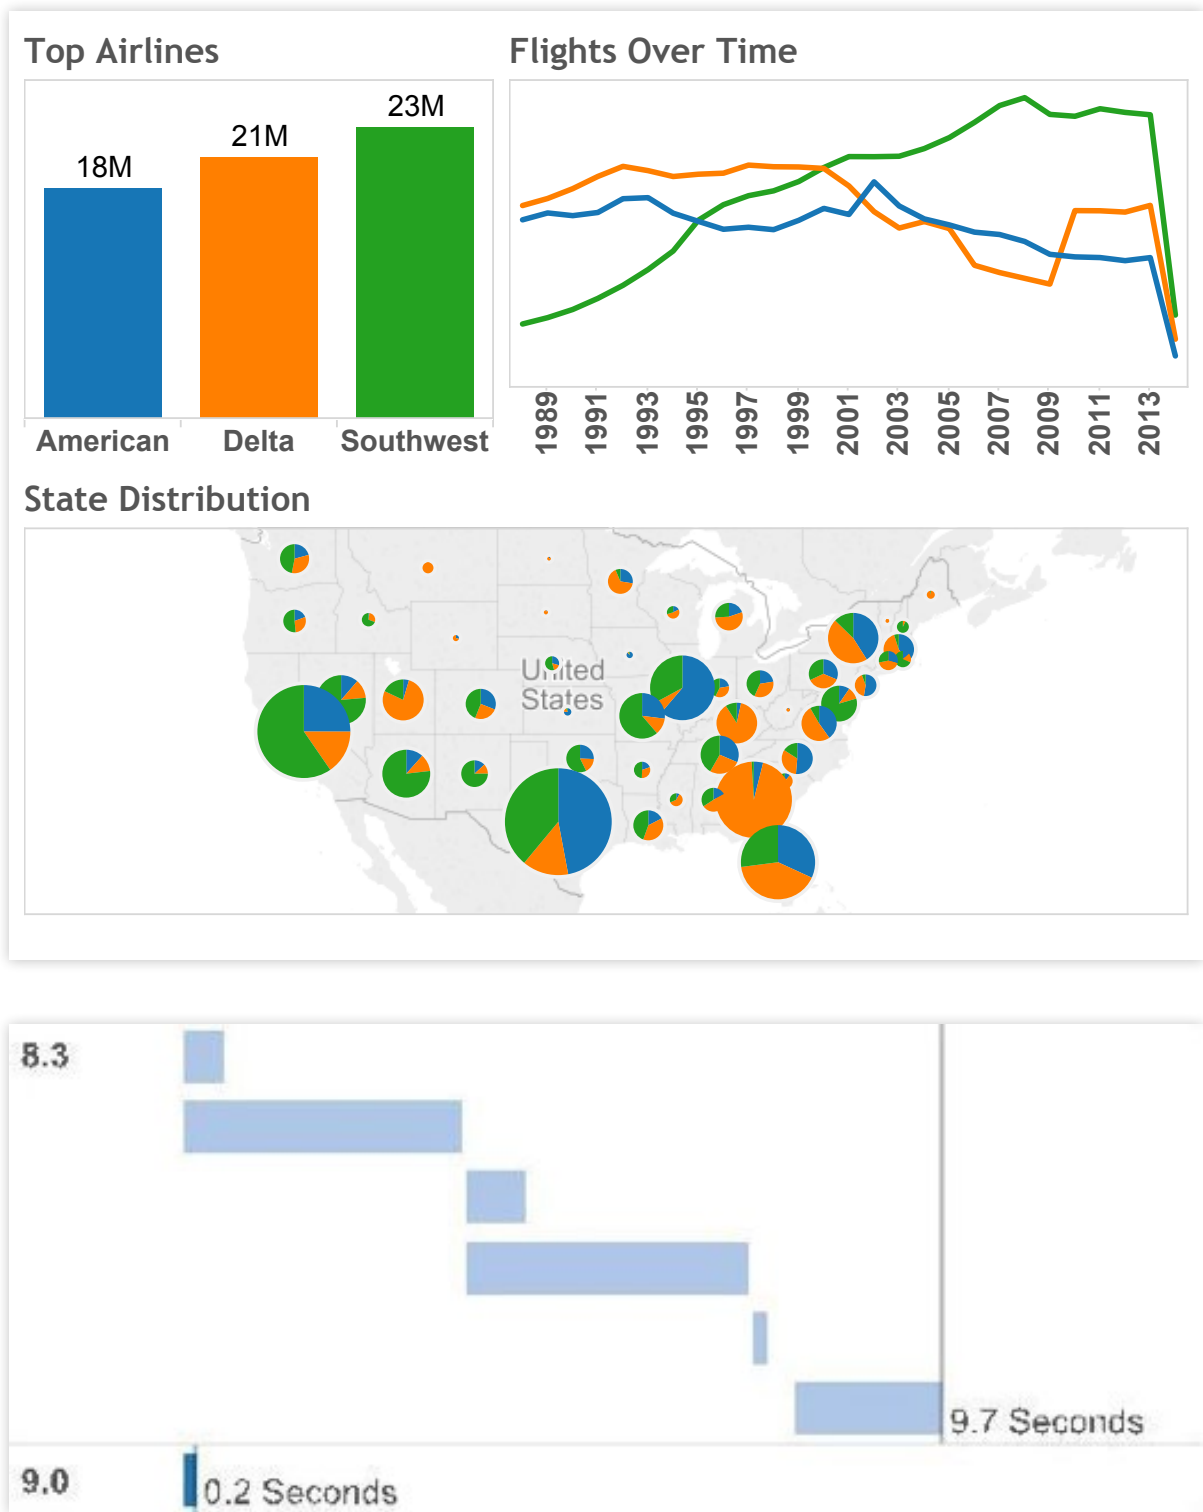 Top Airlines
Flights Over Time
18M
21M
23M
American
Delta
Southwest
1989
1991
1993
1995
1997
1999
2001
2003
2005
2007
2009
2011
2013
State Distribution
United
States
8.3
9.7 Seconds
9.0
0.2 Seconds